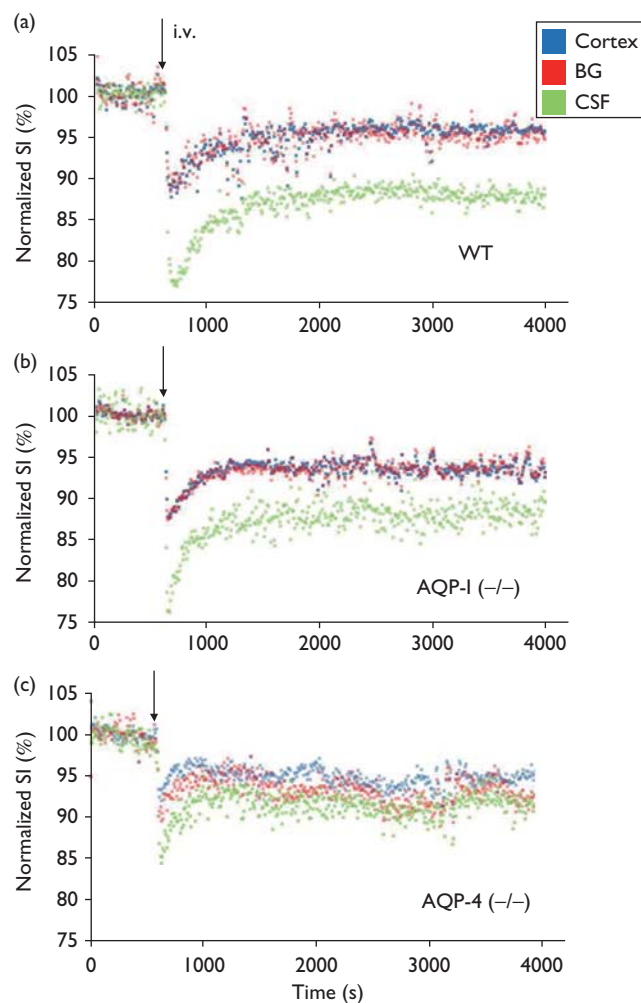 (a)
i.v.
Cortex
BG
CSF
Normalized SI (%)
105
100
95
90
85
80
75
WT
0 1000 2000 3000 4000
(b)
Normalized SI (%)
105
100
95
90
85
80
75
AQP-I (–/–)
0 1000 2000 3000 4000
(c)
Normalized SI (%)
105
100
95
90
85
80
75
AQP-4 (–/–)
0 1000 2000 3000 4000
Time (s)